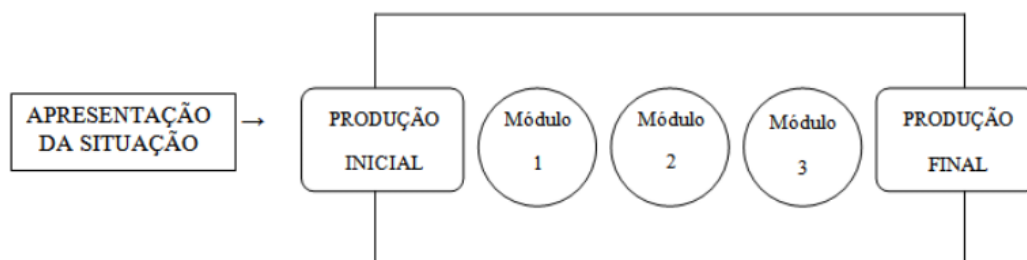 APRESENTAÇÃO
DA SITUAÇÃO
→
PRODUÇÃO
INICIAL
Módulo
1
Módulo
2
Módulo
3
PRODUÇÃO
FINAL